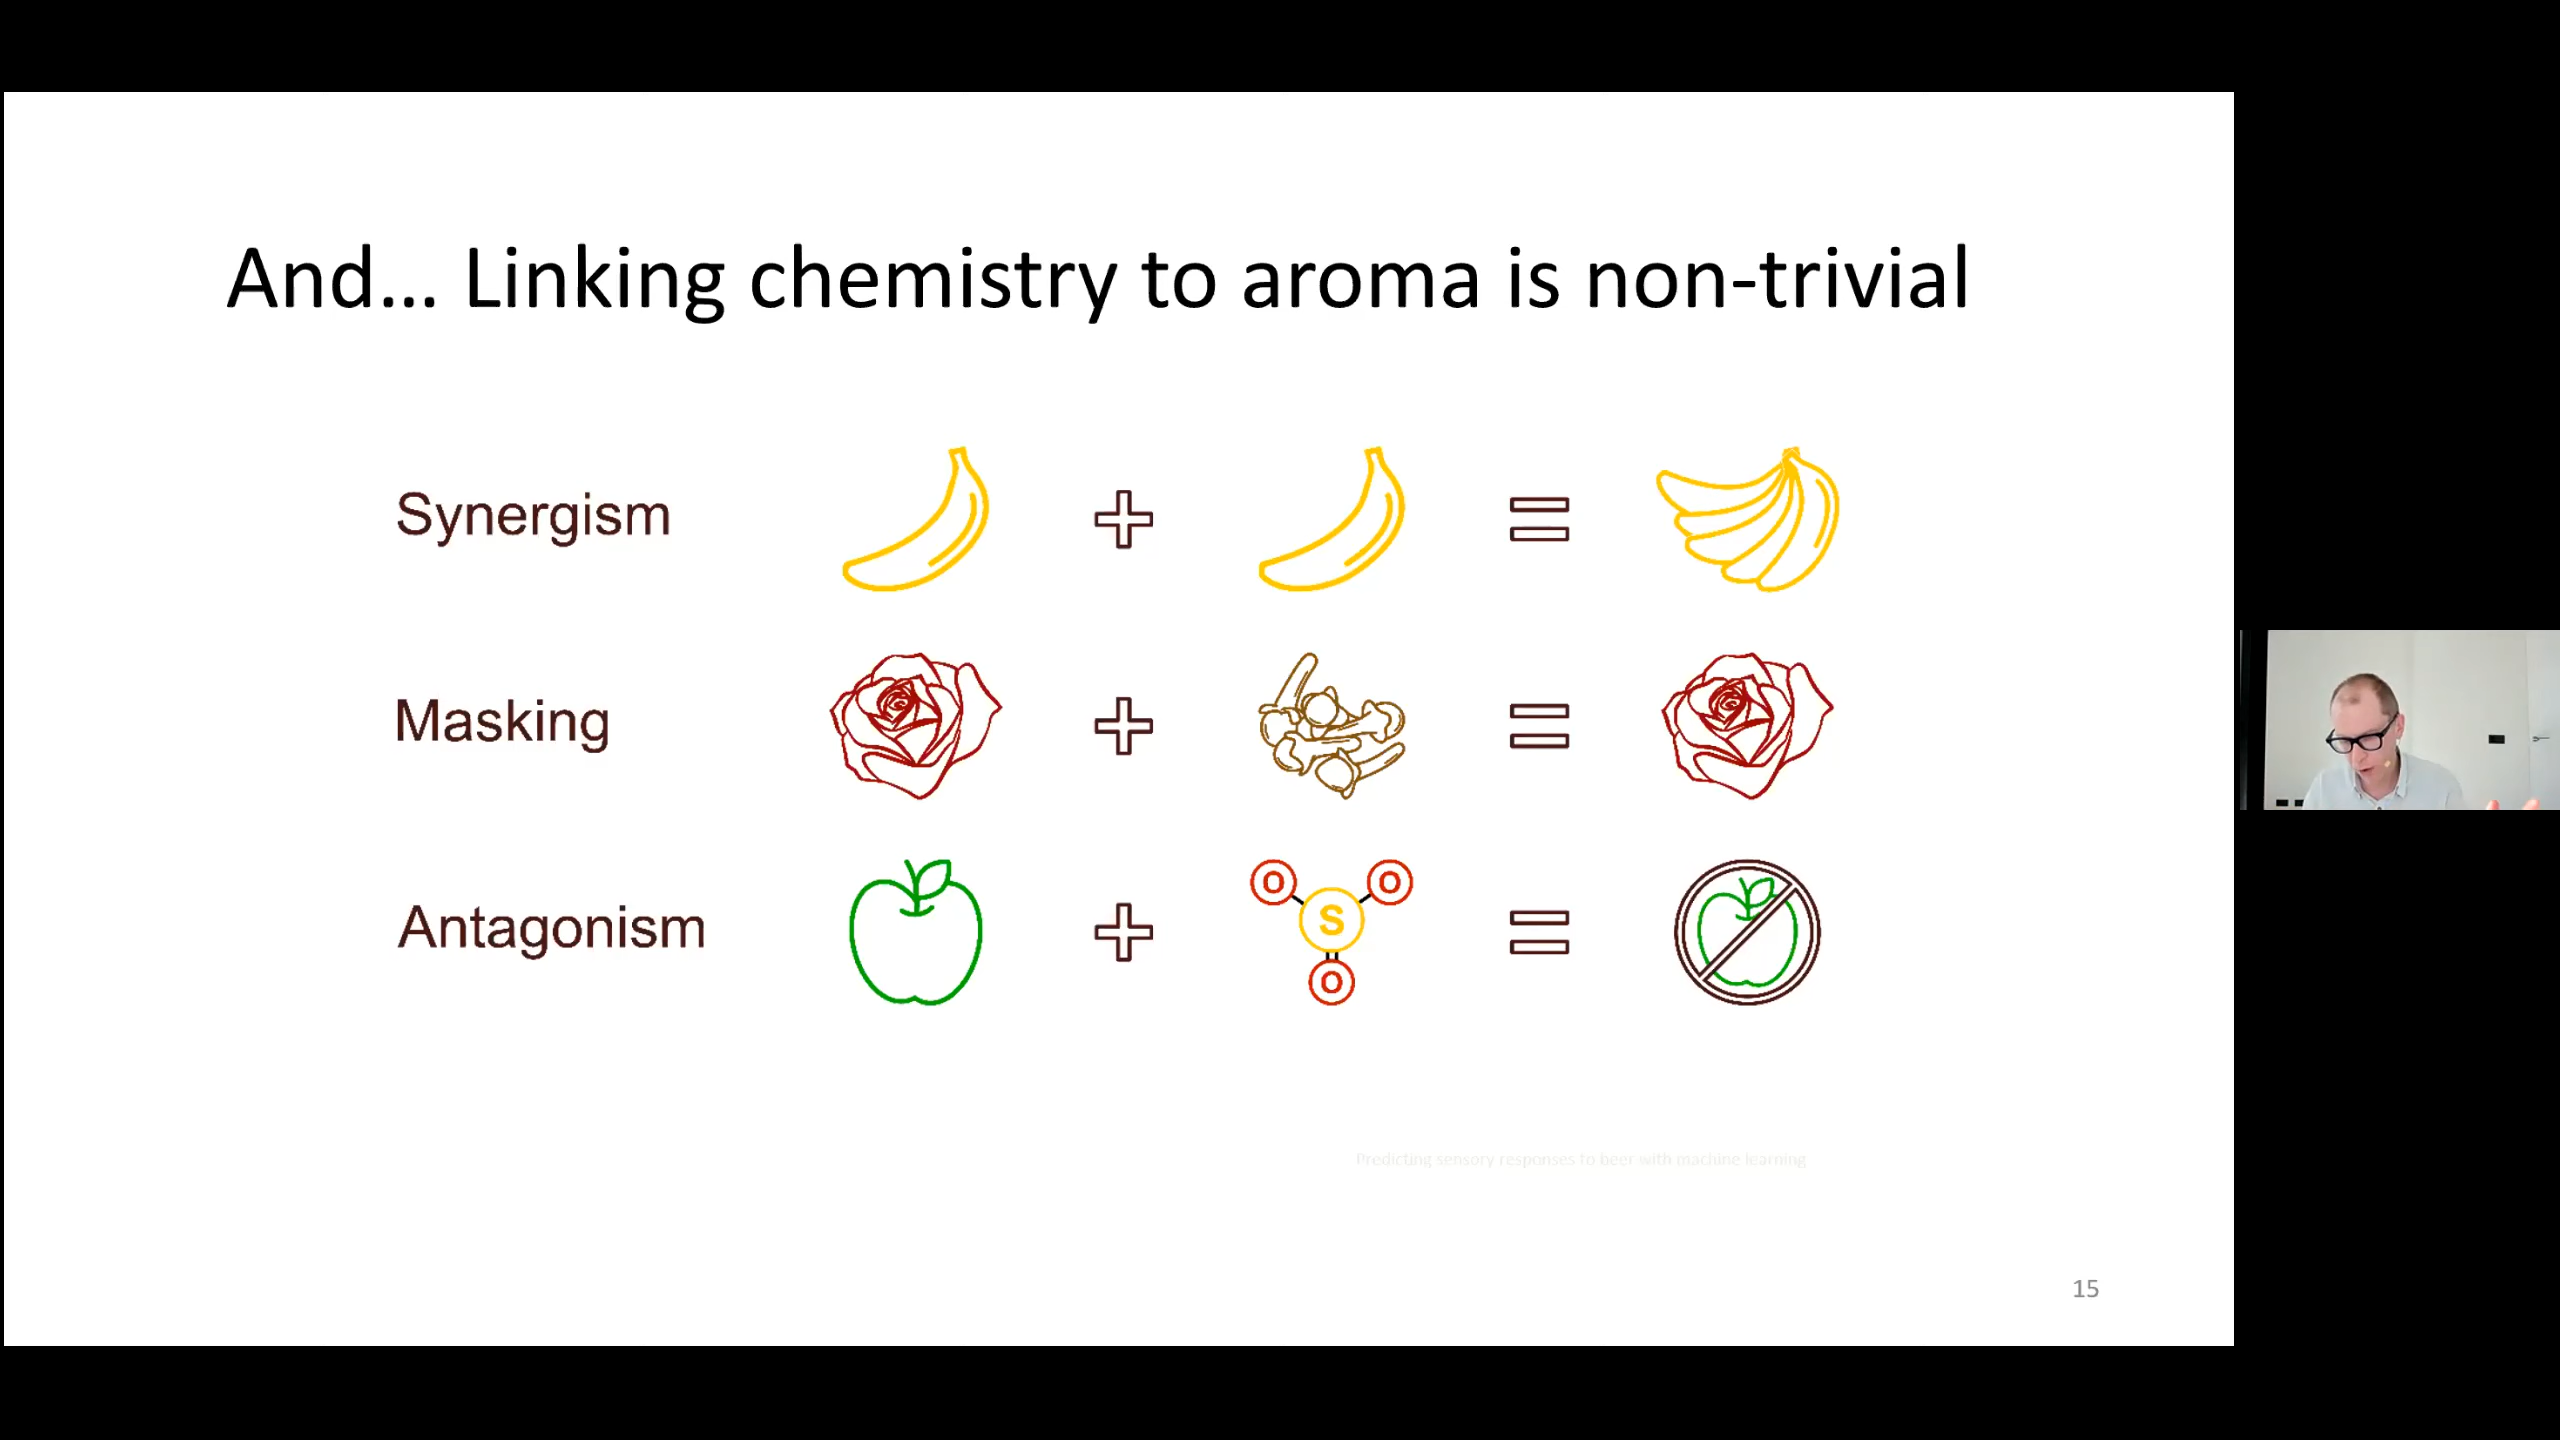 And... Linking chemistry to aroma is non-trivial
Synergism
Masking
Antagonism
O O
S
O
Predicting sensory responses to beer with machine learning
15